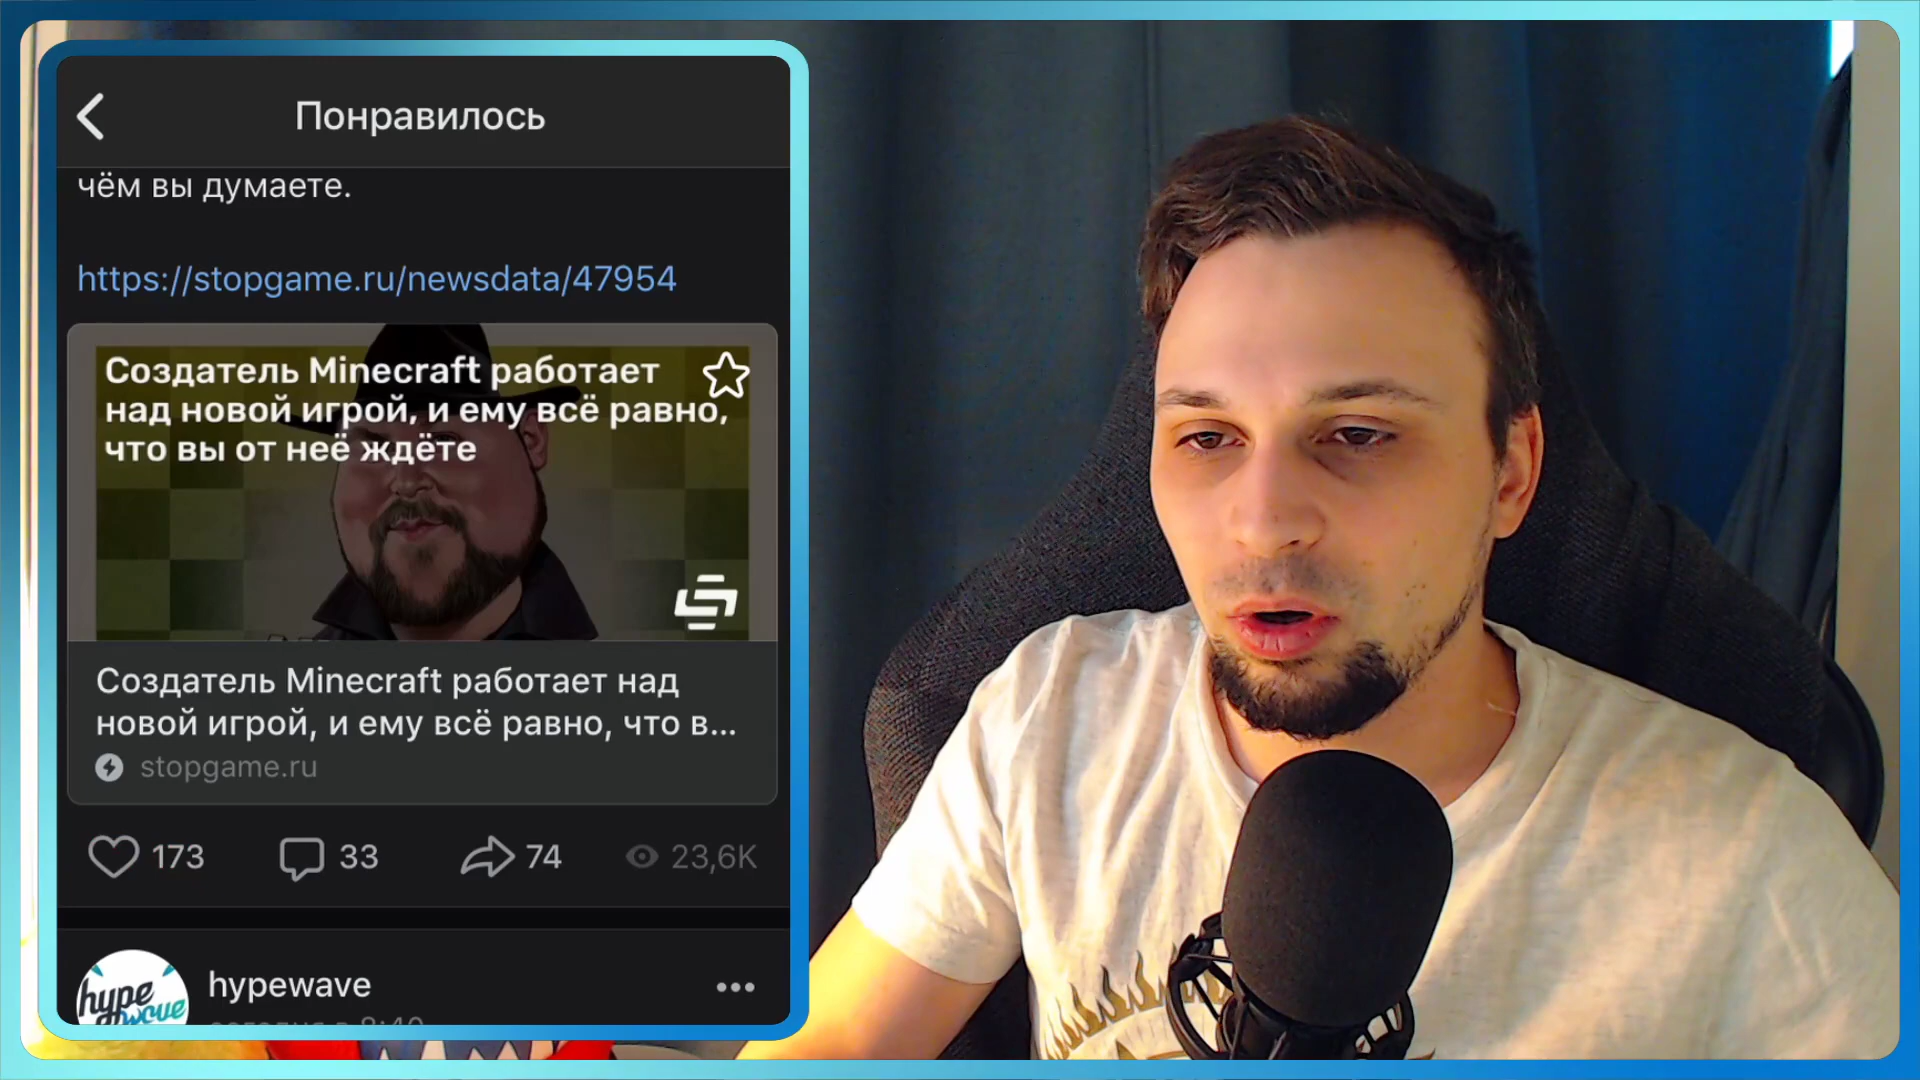 Понравилось
чём вы думаете.
https://stopgame.ru/newsdata/47954
Создатель Minecraft работает
над новой игрой, и ему всё равно,
что вы от неё ждёте
Создатель Minecraft работает над
новой игрой, и ему всё равно, что в...
stopgame.ru
173
33
74
23,6K
hypewave
hype
wave